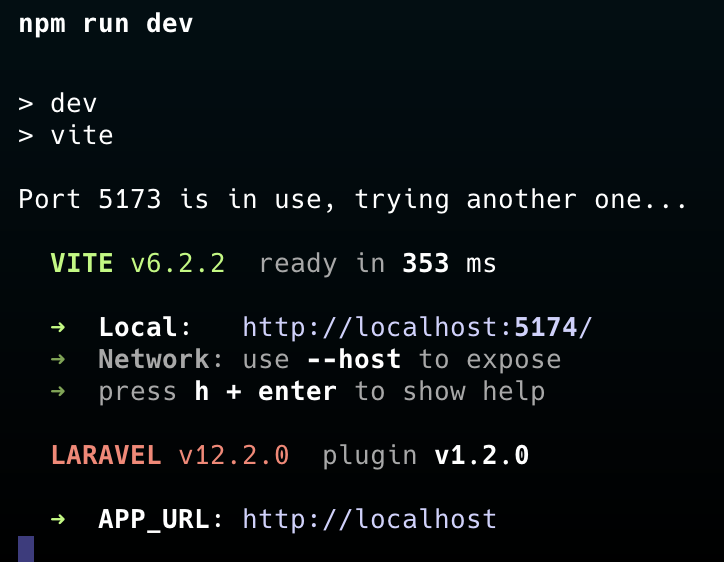 npm run dev
> dev
> vite
Port 5173 is in use, trying another one...
VITE v6.2.2 ready in 353 ms
➜ Local: http://localhost:5174/
➜ Network: use --host to expose
➜ press h + enter to show help
LARAVEL v12.2.0 plugin v1.2.0
➜ APP_URL: http://localhost